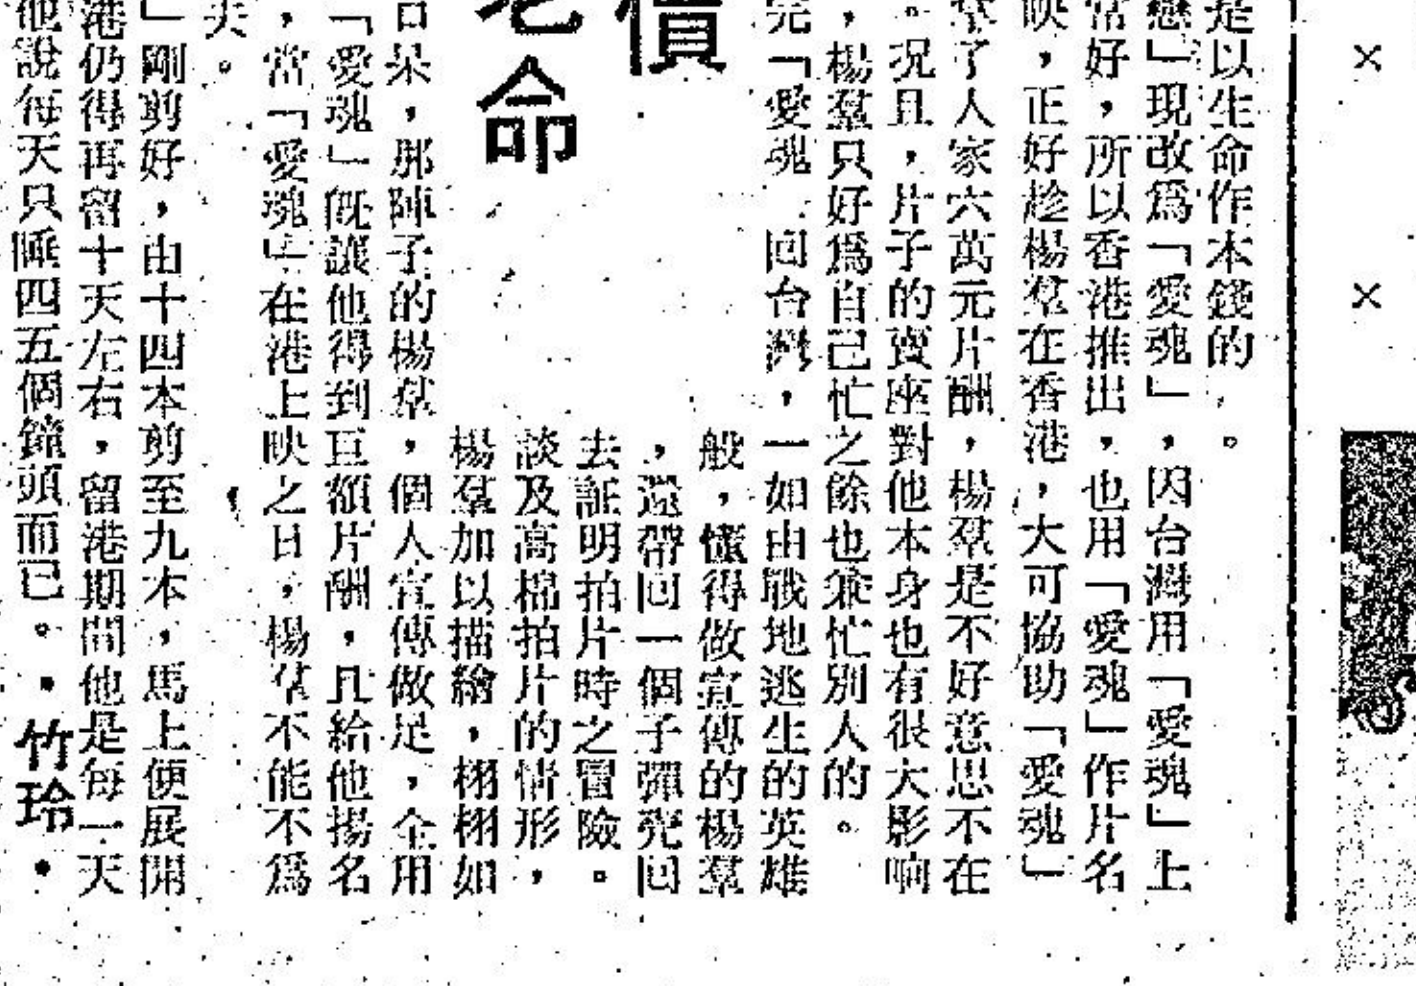 是以生命作本錢的。
戀」現改爲「愛魂」，因台灣用「愛魂」上
常好，所以香港推出，也用「愛魂」作片名
映，正好趁楊羣在香港，大可協助「愛魂」
拿了人家六萬元片酬，楊羣是不好意思不在
。况且，片子的賣座對他本身也有很大影响
，楊羣只好爲自己忙之餘也兼忙別人的。
完「愛魂 回台灣，一如由戰地逃生的英雄
般，懂得做宣傳的楊羣
，還帶回一個子彈壳回
去証明拍片時之冒險。
談及高棉拍片的情形，
楊羣加以描繪，栩栩如
價
老命
日呆，那陣子的楊羣，個人宣傳做足，全用
「愛魂」既讓他得到巨額片酬，且給他揚名
，當「愛魂」在港上映之日，楊羣不能不爲
夫。
」剛剪好，由十四本剪至九本，馬上便展開
港仍得再留十天左右，留港期間他是每一天
他說每天只睡四五個鐘頭而已。·竹玲·